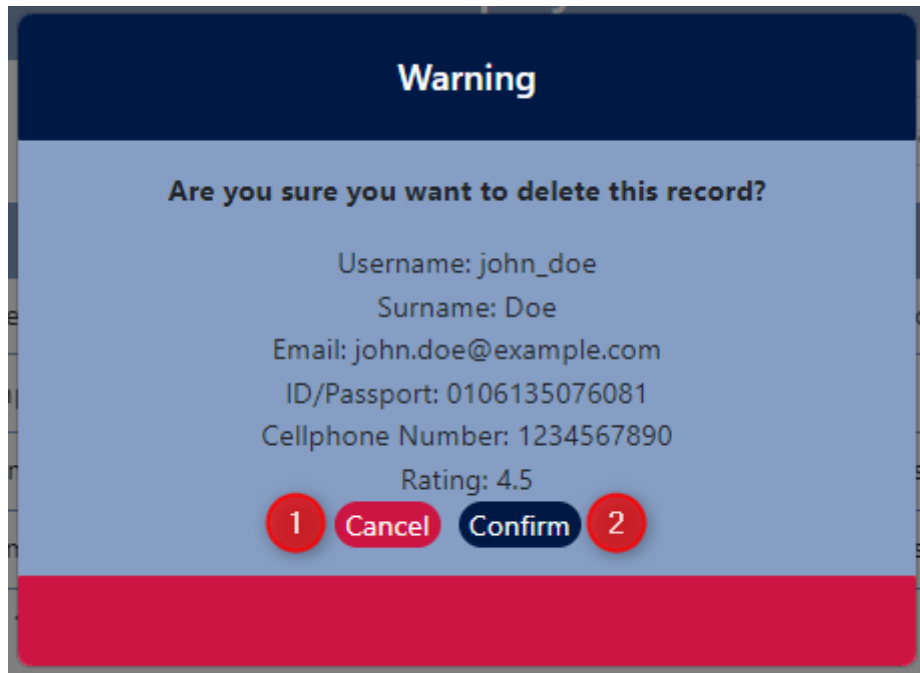 Warning
Are you sure you want to delete this record?
Username: john_doe
Surname: Doe
Email: john.doe@example.com
ID/Passport: 0106135076081
Cellphone Number: 1234567890
Rating: 4.5
1 Cancel Confirm 2